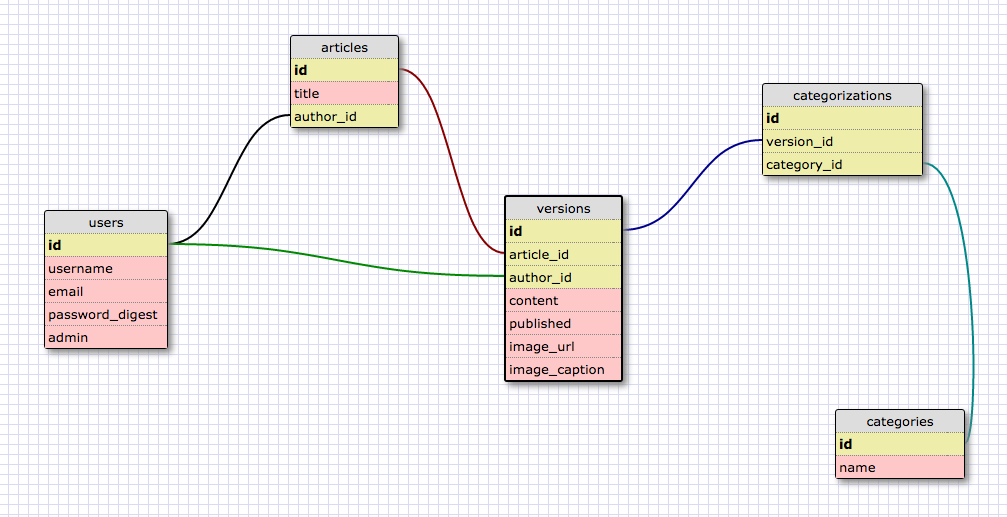 articles
id
title
author_id
users
id
username
email
password_digest
admin
versions
id
article_id
author_id
content
published
image_url
image_caption
categorizations
id
version_id
category_id
categories
id
name